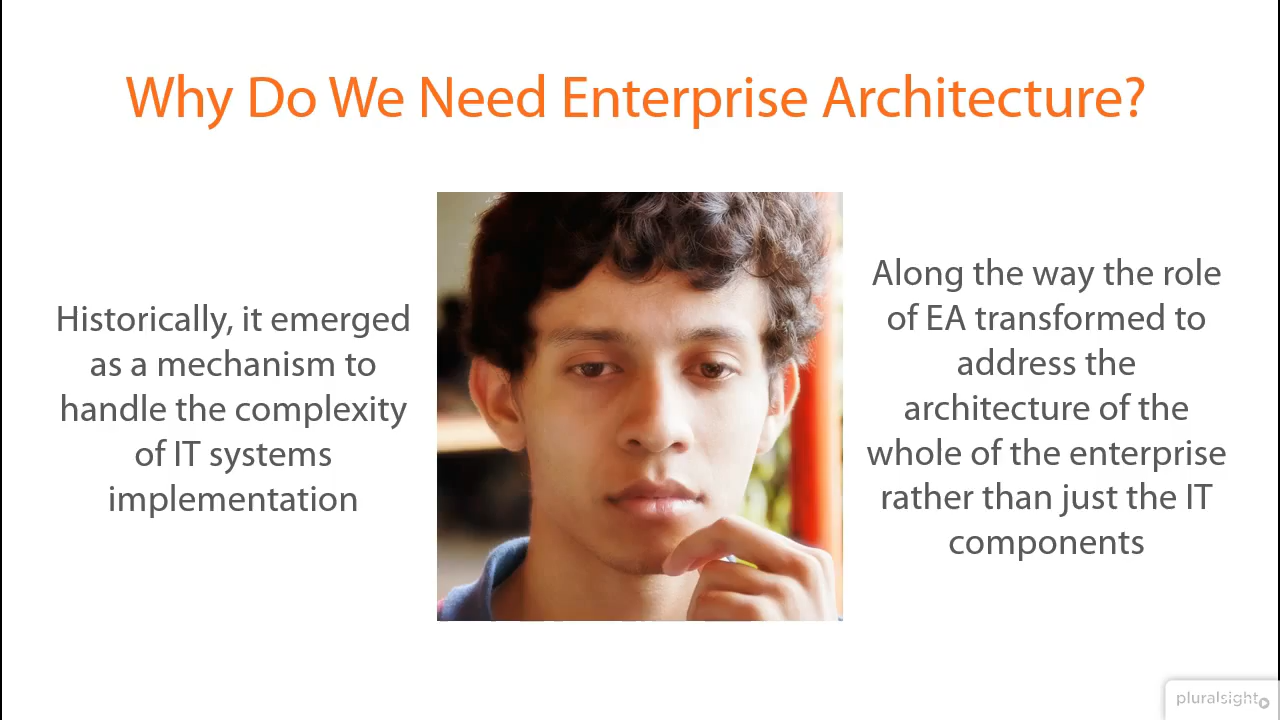 Why Do We Need Enterprise Architecture?
Historically, it emerged
as a mechanism to
handle the complexity
of IT systems
implementation
Along the way the role
of EA transformed to
address the
architecture of the
whole of the enterprise
rather than just the IT
components
pluralsight